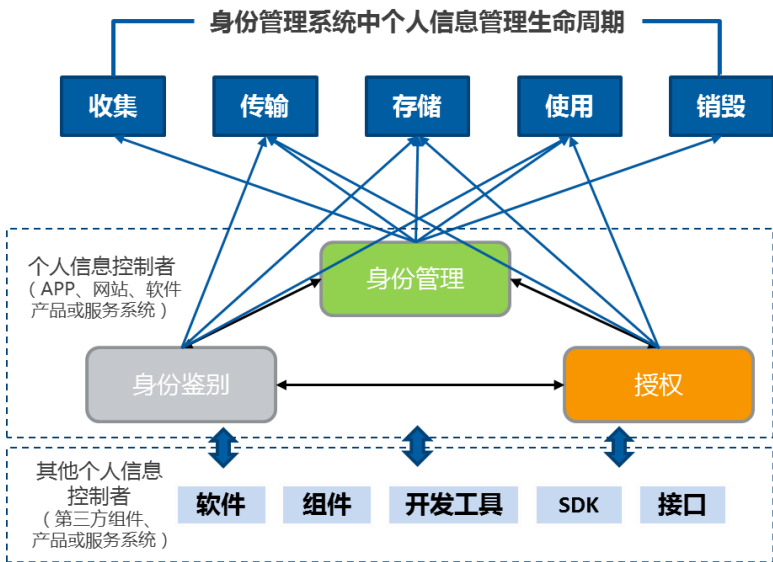 身份管理系统中个人信息管理生命周期
收集
传输
存储
使用
销毁
个人信息控制者
（APP、网站、软件
产品或服务系统）
身份管理
身份鉴别
授权
其他个人信息
控制者
（第三方组件、
产品或服务系统）
软件
组件
开发工具
SDK
接口